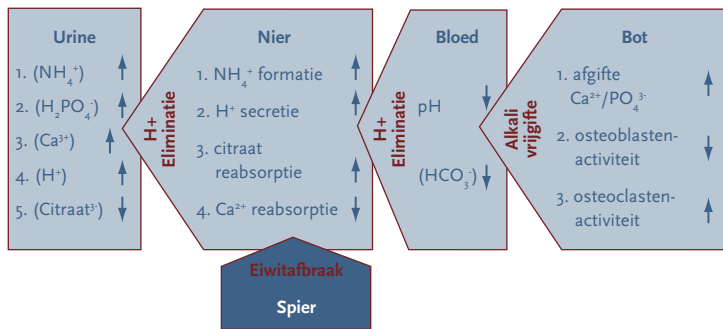 Urine
1. (NH₄⁺)
2. (H₂PO₄⁻)
3. (Ca³⁺)
4. (H⁺)
5. (Citraat³⁻)
H+
Eliminatie
Nier
1. NH₄⁺ formatie
2. H⁺ secretie
3. citraat
reabsorptie
4. Ca²⁺ reabsorptie
H+
Eliminatie
Bloed
pH
(HCO₃⁻)
Alkali
vrijgifte
Bot
1. afgifte
Ca²⁺/PO₄³⁻
2. osteoblasten-
activiteit
3. osteoclasten-
activiteit
Eiwitafbraak
Spier